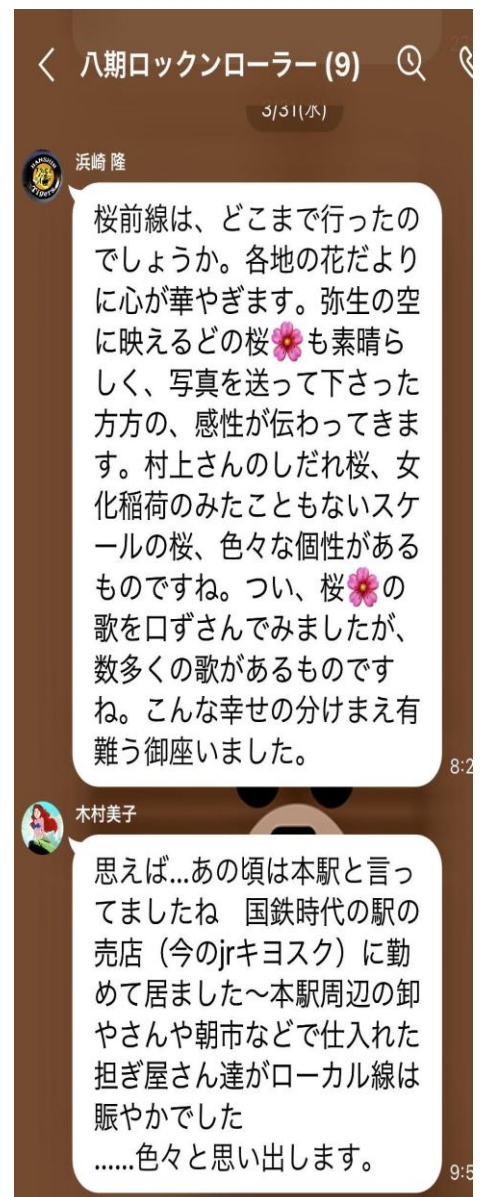 八期ロックンローラー (9)
3/31(水)
浜崎 隆
桜前線は、どこまで行ったの
でしょうか。各地の花だより
に心が華やぎます。弥生の空
に映えるどの桜🌸も素晴ら
しく、写真を送って下さった
方方の、感性が伝わってきま
す。村上さんのしだれ桜、女
化稲荷のみたこともないスケ
ールの桜、色々な個性がある
ものですね。つい、桜🌸の
歌を口ずさんでみましたが、
数多くの歌があるものです
ね。こんな幸せの分けまえ有
難う御座いました。
木村美子
思えば...あの頃は本駅と言っ
てましたね　国鉄時代の駅の
売店（今のjrキヨスク）に勤
めて居ました〜本駅周辺の卸
やさんや朝市などで仕入れた
担ぎ屋さん達がローカル線は
賑やかでした
......色々と思い出します。